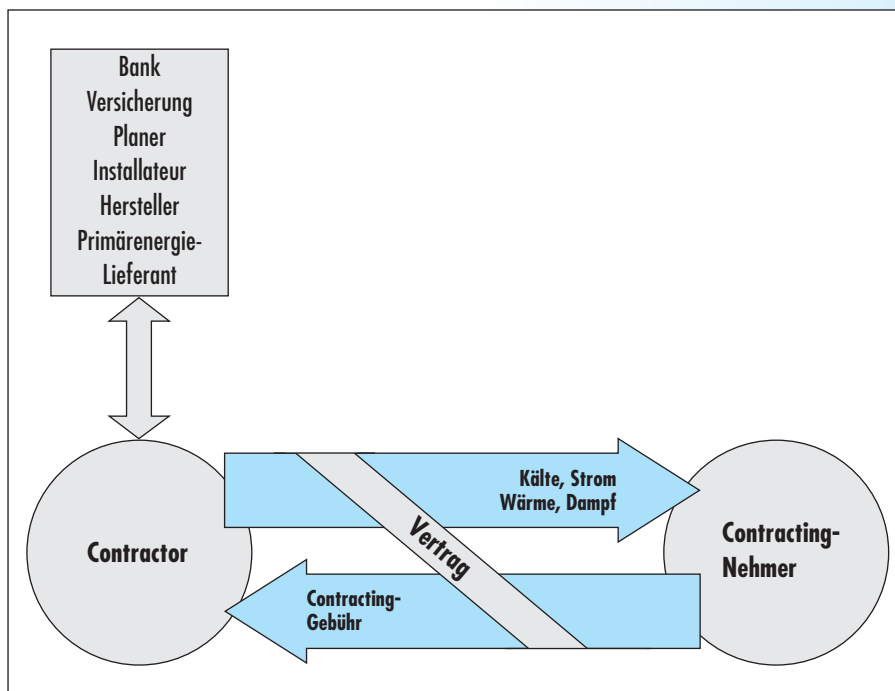 Bank
Versicherung
Planer
Installateur
Hersteller
Primärenergie-
Lieferant
Contractor
Kälte, Strom
Wärme, Dampf
Vertrag
Contracting-
Gebühr
Contracting-
Nehmer